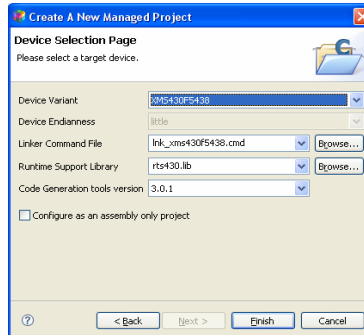 Create A New Managed Project
Device Selection Page
Please select a target device.
Device Variant XMS430F5438
Device Endianness little
Linker Command File lnk_xms430f5438.cmd Browse...
Runtime Support Library rts430.lib Browse...
Code Generation tools version 3.0.1
Configure as an assembly only project
< Back Next > Finish Cancel